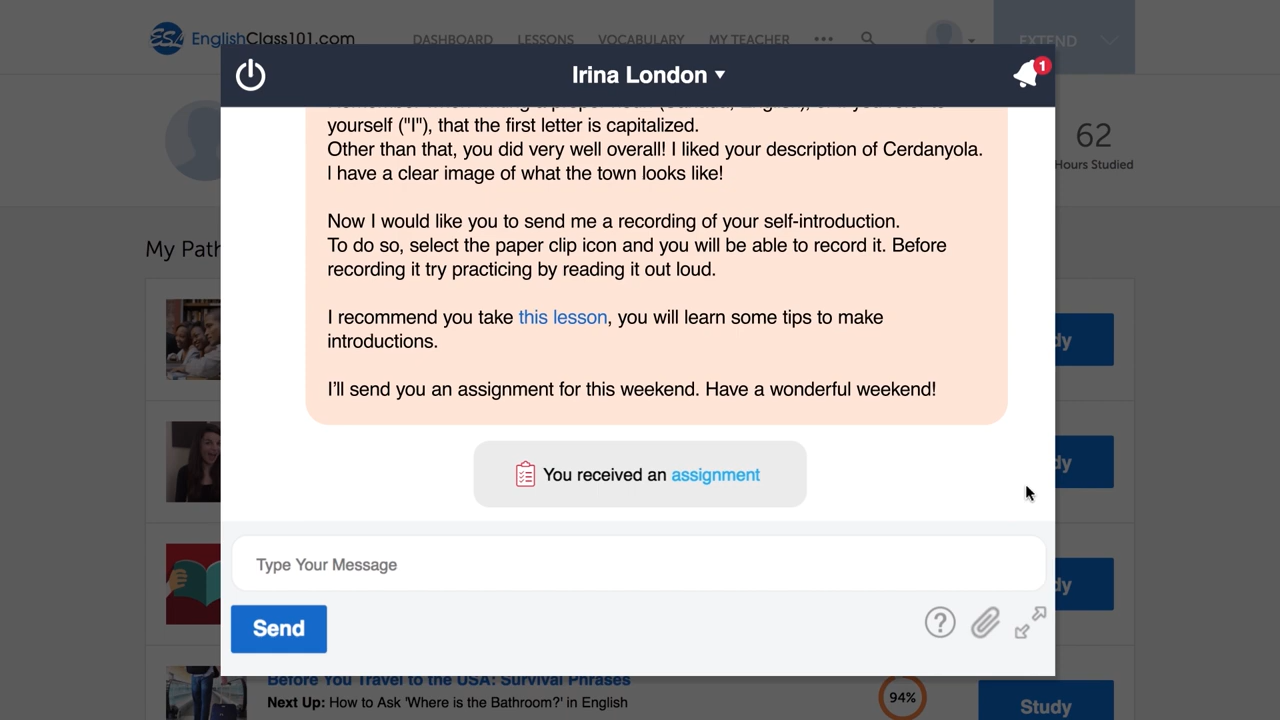 EnglishClass101.com
DASHBOARD LESSONS VOCABULARY MY TEACHER
EXTEND
Irina London
1
yourself ("I"), that the first letter is capitalized.
Other than that, you did very well overall! I liked your description of Cerdanyola.
I have a clear image of what the town looks like!
Now I would like you to send me a recording of your self-introduction.
To do so, select the paper clip icon and you will be able to record it. Before
recording it try practicing by reading it out loud.
I recommend you take this lesson, you will learn some tips to make
introductions.
I'll send you an assignment for this weekend. Have a wonderful weekend!
You received an assignment
Type Your Message
Send
62
Hours Studied
My Path
dy
dy
dy
Before You Travel to the USA: Survival Phrases
Next Up: How to Ask 'Where is the Bathroom?' in English
94%
Study